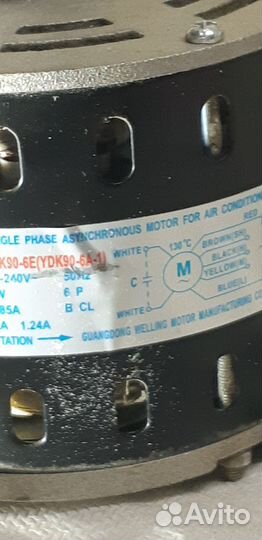 NGLE PHASE ASYNCHRONOUS MOTOR FOR AIR CONDITION
K90-6E(YDK90-6A-1)
-240V~ 50Hz
W 6 P
85A B CL
A 1.24A
TATION →
WHITE
130℃
C
M
WHITE
RED
BROWN(SH)
BLACK(H)
YELLOW(M)
BLUE(L)
GUANGDONG WELLING MOTOR MANUFACTURING CO
Avito